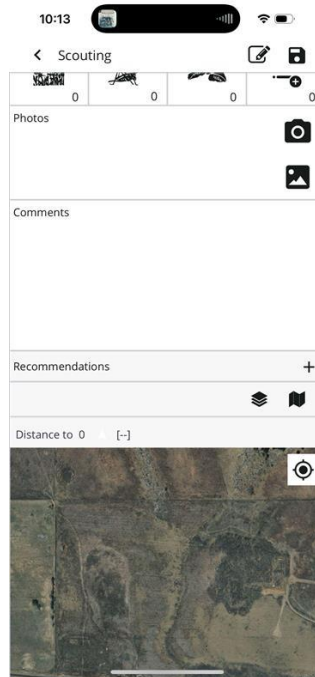 10:13
Scouting
0 0 0 0
Photos
Comments
Recommendations
Distance to 0 [--]